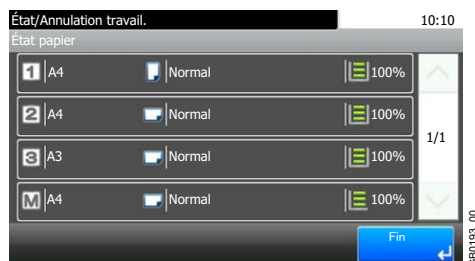 État/Annulation travail. 10:10
État papier
1 A4 Normal 100%
2 A4 Normal 100%
3 A3 Normal 100%
M A4 Normal 100%
1/1
Fin